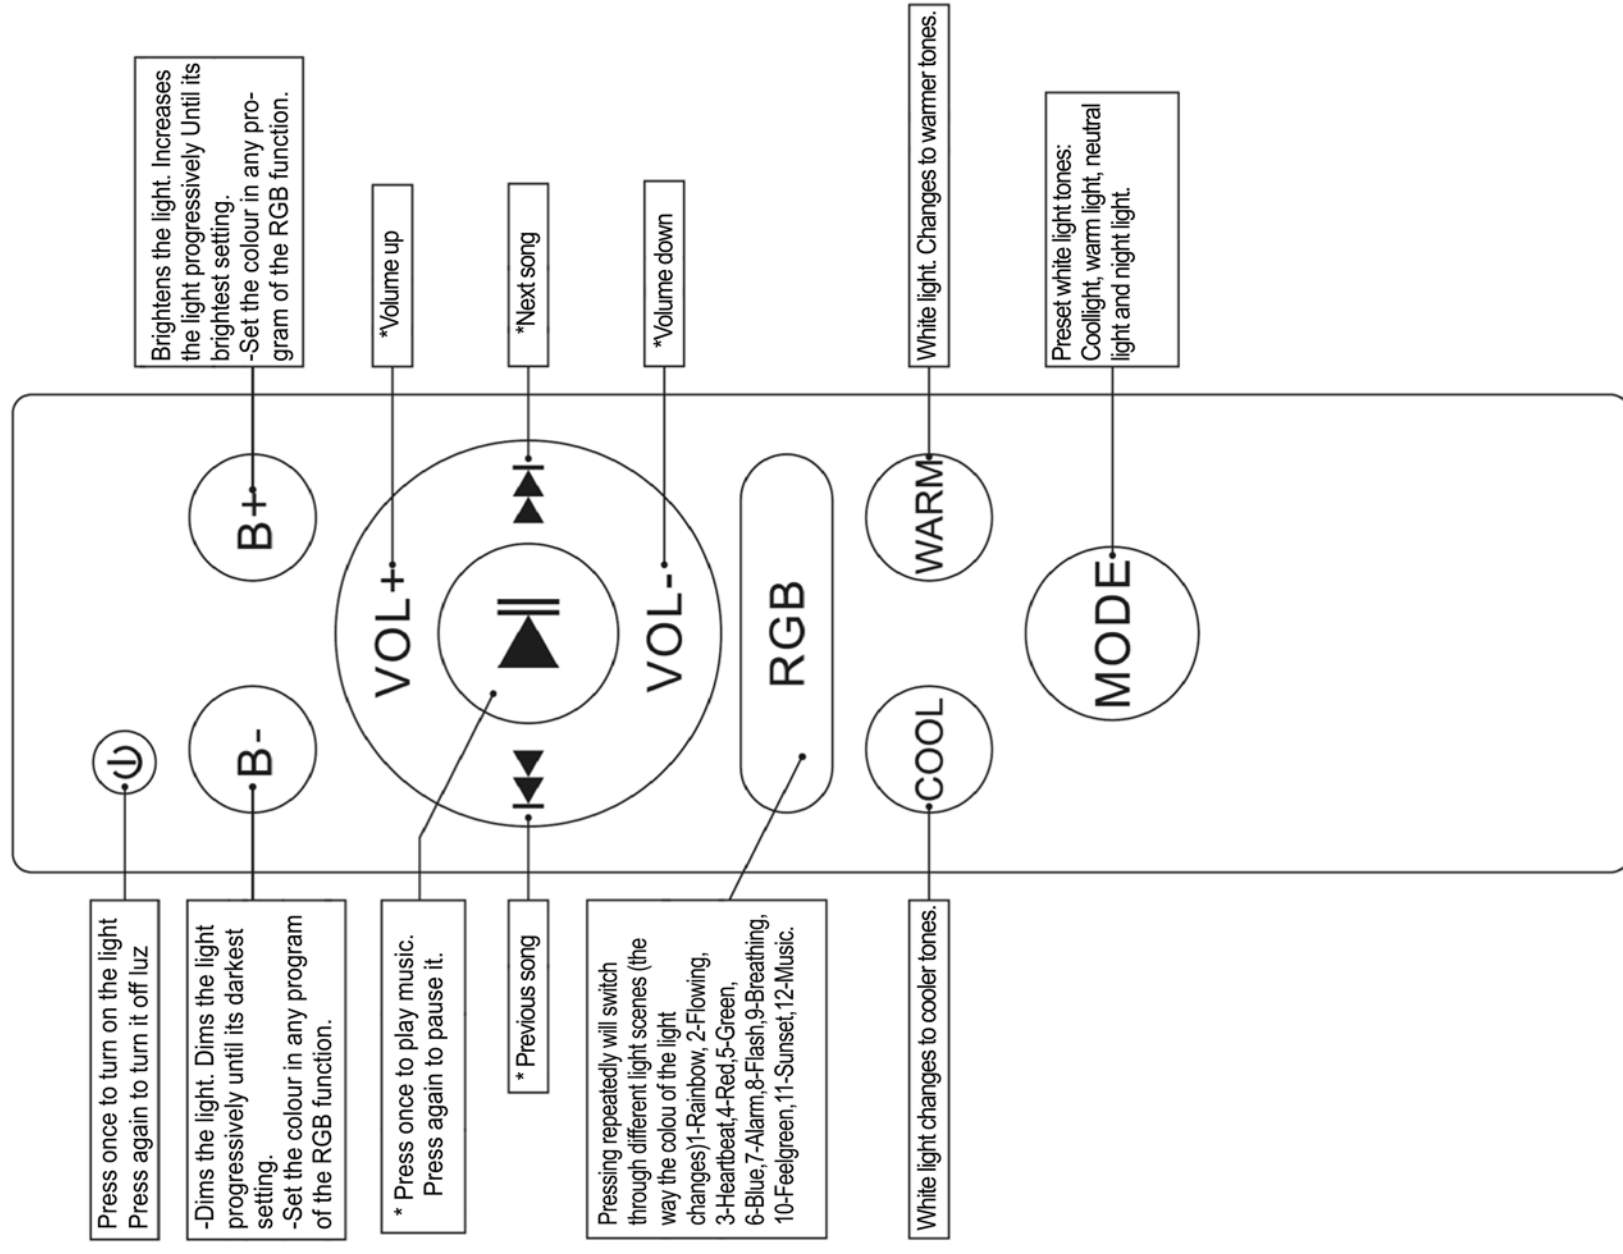 Press once to turn on the light
Press again to turn it off luz
-Dims the light. Dims the light
progressively until its darkest
setting.
-Set the colour in any program
of the RGB function.
* Press once to play music.
Press again to pause it.
* Previous song
Pressing repeatedly will switch
through different light scenes (the
way the colou of the light
changes)1-Rainbow, 2-Flowing,
3-Heartbeat,4-Red,5-Green,
6-Blue,7-Alarm,8-Flash,9-Breathing,
10-Feelgreen,11-Sunset,12-Music.
White light changes to cooler tones.
B-
B+
VOL+
VOL-
RGB
COOL
WARM
MODE
Brightens the light. Increases
the light progressively Until its
brightest setting.
-Set the colour in any pro-
gram of the RGB function.
*Volume up
*Next song
*Volume down
White light. Changes to warmer tones.
Preset white light tones:
Coollight, warm light, neutral
light and night light.